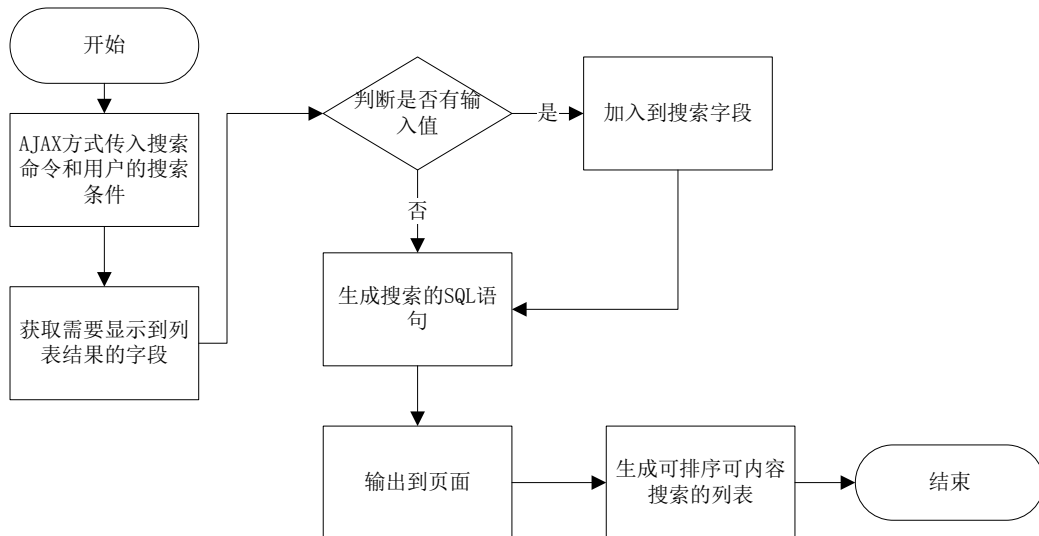 开始
AJAX方式传入搜索
命令和用户的搜索
条件
获取需要显示到列
表结果的字段
判断是否有输
入值
是
加入到搜索字段
否
生成搜索的SQL语
句
输出到页面
生成可排序可内容
搜索的列表
结束